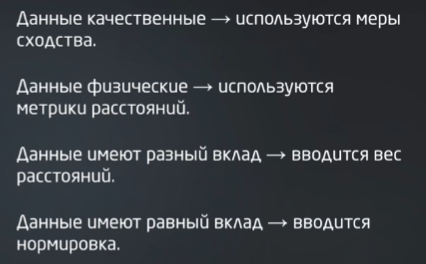 Данные качественные → используются меры
сходства.
Данные физические → используются
метрики расстояний.
Данные имеют разный вклад → вводится вес
расстояний.
Данные имеют равный вклад → вводится
нормировка.